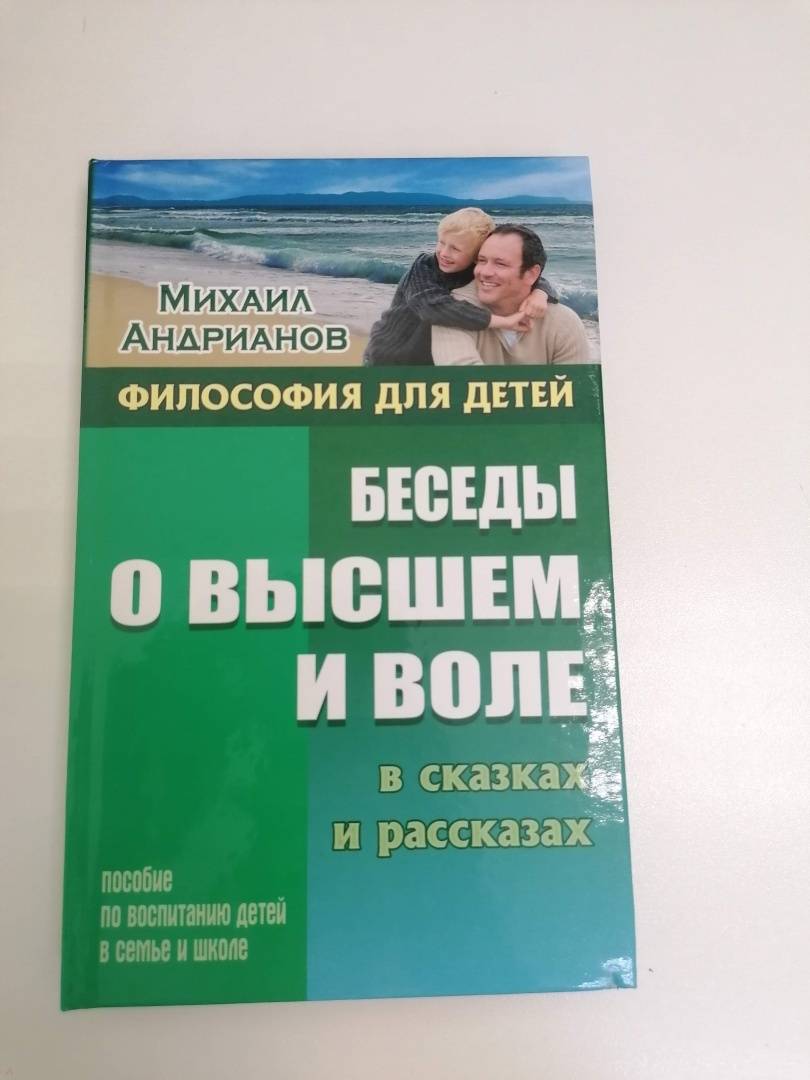 Михаил
Андрианов
ФИЛОСОФИЯ ДЛЯ ДЕТЕЙ
БЕСЕДЫ
О ВЫСШЕМ
И ВОЛЕ
в сказках
и рассказах
пособие
по воспитанию детей
в семье и школе